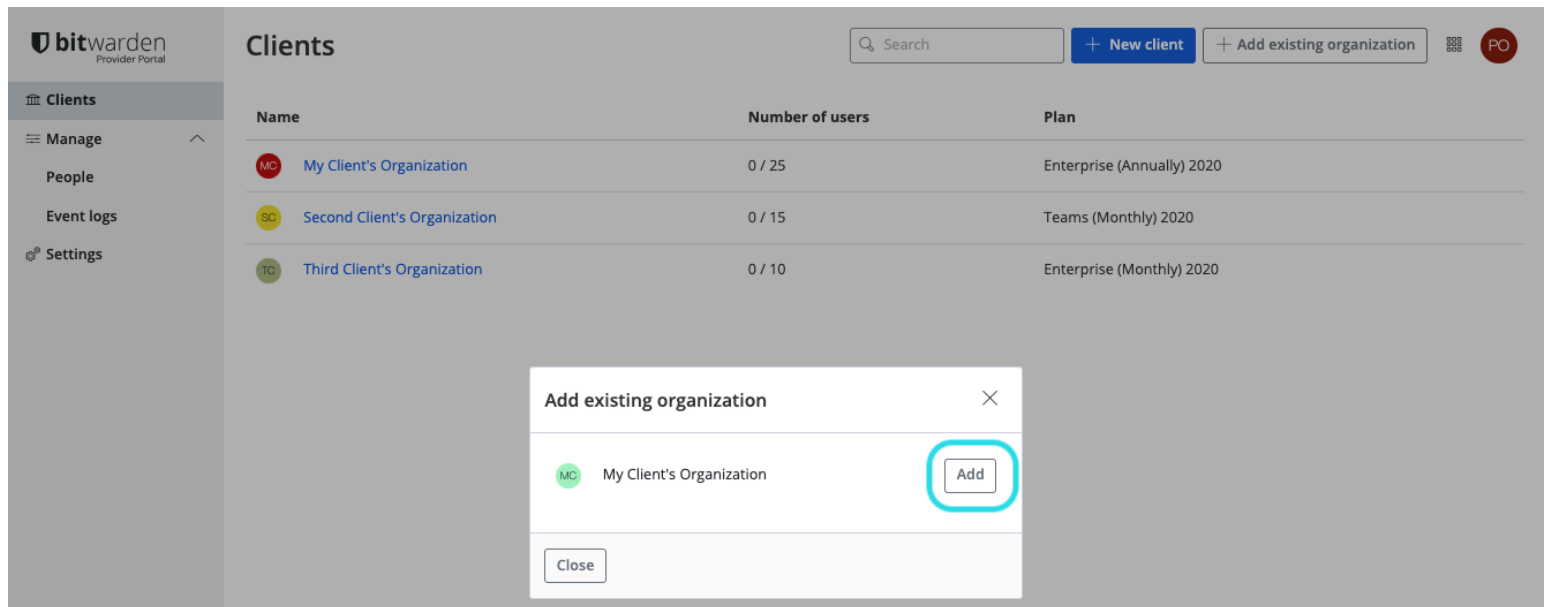 bitwarden
Provider Portal
Clients
Search
+ New client
+ Add existing organization
PO
Clients
Manage
People
Event logs
Settings
Name Number of users Plan
MC My Client's Organization 0 / 25 Enterprise (Annually) 2020
SC Second Client's Organization 0 / 15 Teams (Monthly) 2020
TC Third Client's Organization 0 / 10 Enterprise (Monthly) 2020
Add existing organization
MC My Client's Organization Add
Close